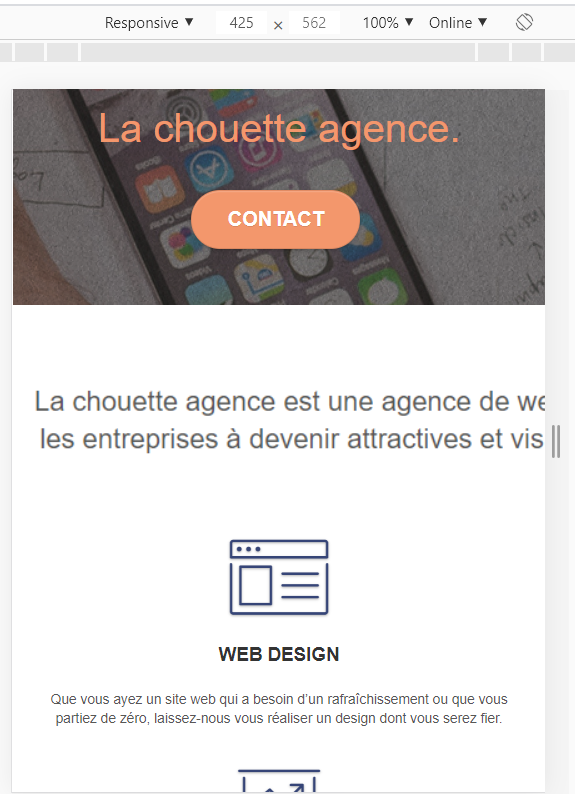 Responsive ▼ 425 × 562 100% ▼ Online ▼
La chouette agence.
CONTACT
La chouette agence est une agence de we
les entreprises à devenir attractives et vis
WEB DESIGN
Que vous ayez un site web qui a besoin d’un rafraîchissement ou que vous
partiez de zéro, laissez-nous vous réaliser un design dont vous serez fier.